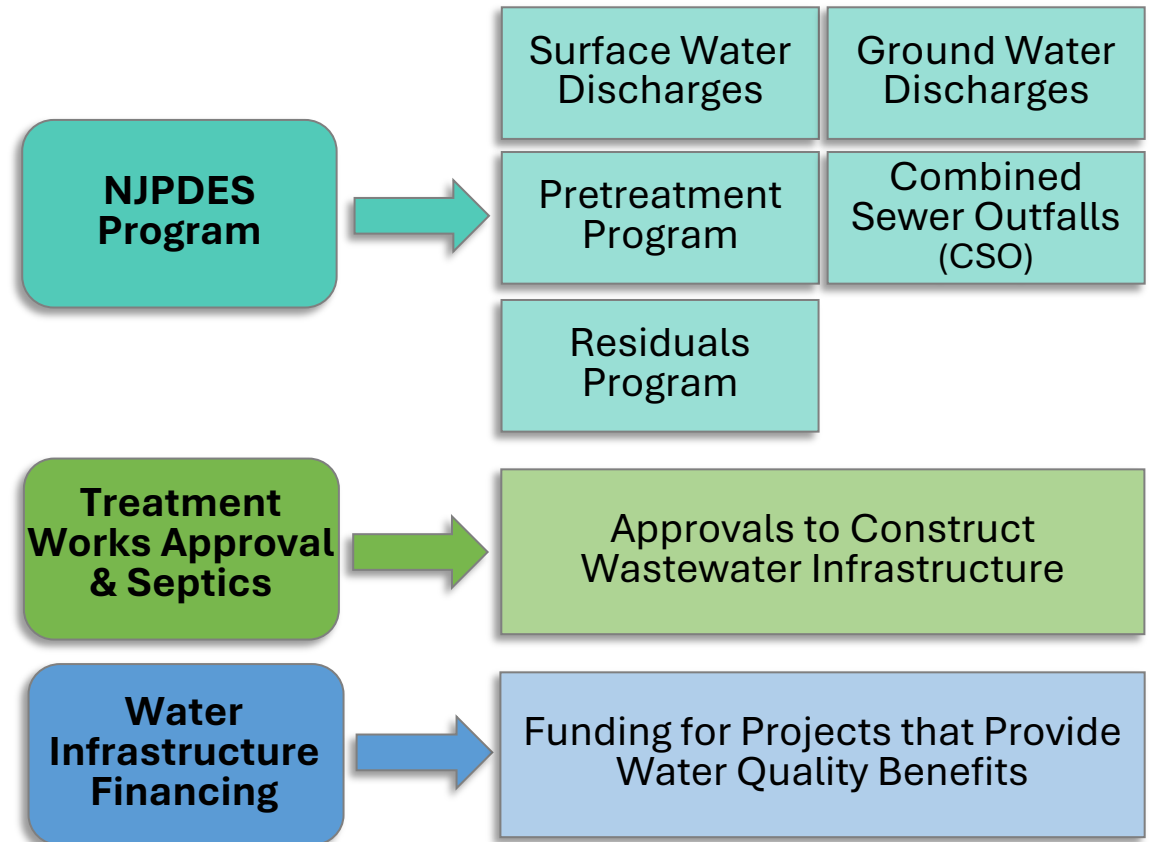 NJPDES
Program
Surface Water
Discharges
Ground Water
Discharges
Pretreatment
Program
Combined
Sewer Outfalls
(CSO)
Residuals
Program
Treatment
Works Approval
& Septics
Approvals to Construct
Wastewater Infrastructure
Water
Infrastructure
Financing
Funding for Projects that Provide
Water Quality Benefits